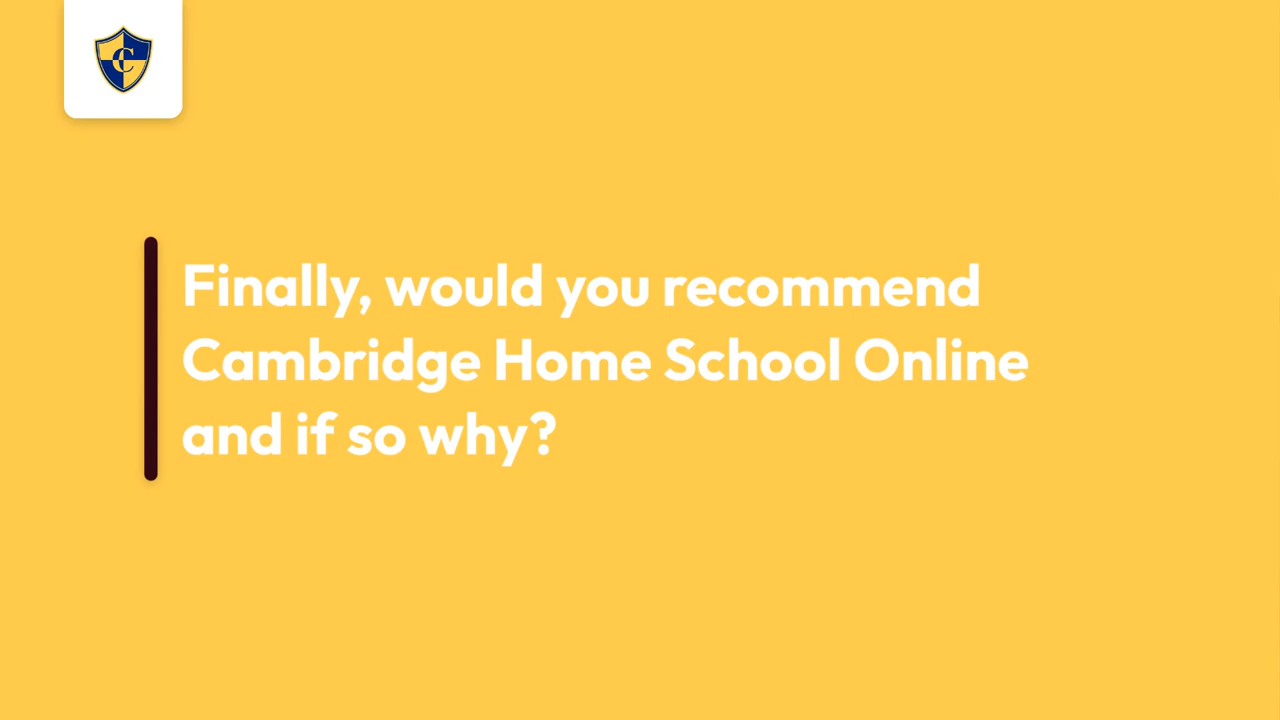 C
Finally, would you recommend
Cambridge Home School Online
and if so why?